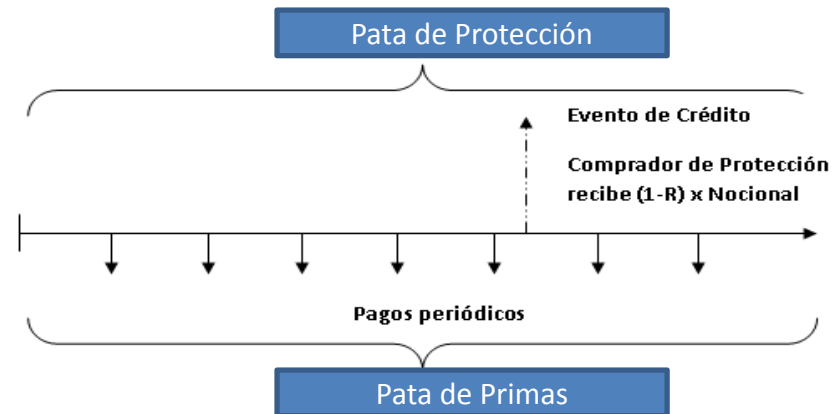 Pata de Protección
Evento de Crédito
Comprador de Protección
recibe (1-R) x Nocional
Pagos periódicos
Pata de Primas